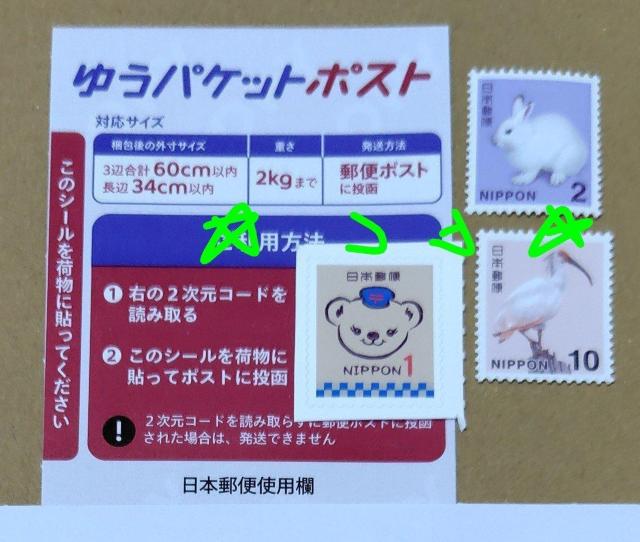 ゆうパケットポスト
対応サイズ
梱包後の外寸サイズ
重さ
発送方法
3辺合計 60cm以内
長辺 34cm以内
2kgまで
郵便ポスト
に投函
このシールを荷物に貼ってください
利用方法
1 右の2次元コードを
読み取る
2 このシールを荷物に
貼ってポストに投函
! 2次元コードを読み取らずに郵便ポストに投函
された場合は、発送できません
日本郵便使用欄
日本郵便
NIPPON 1
日本郵便
NIPPON 2
日本郵便
NIPPON 10